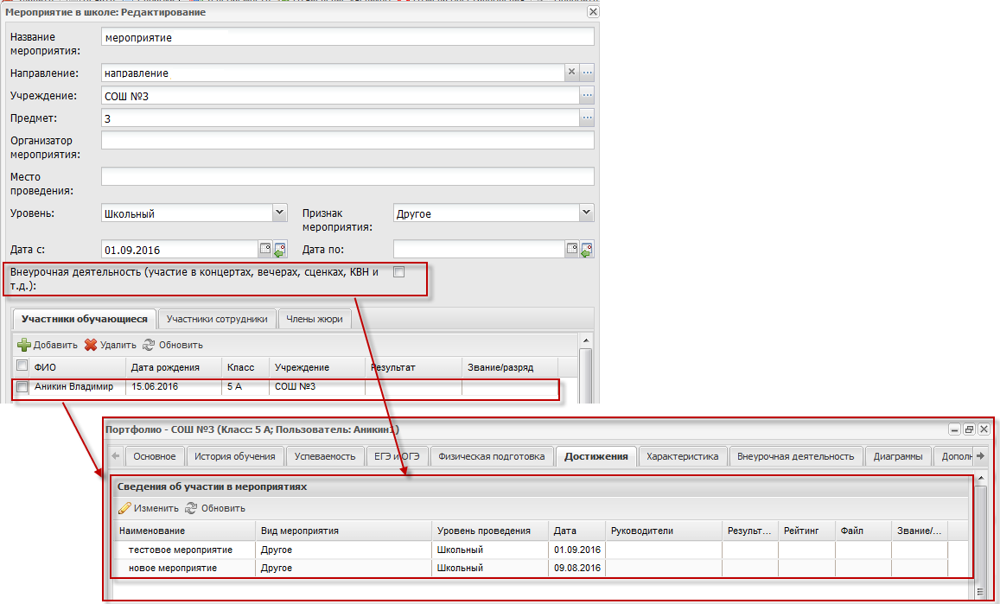 Мероприятие в школе: Редактирование
Название мероприятия: мероприятие
Направление: направление
Учреждение: СОШ №3
Предмет: З
Организатор мероприятия:
Место проведения:
Уровень: Школьный Признак мероприятия: Другое
Дата с: 01.09.2016 Дата по:
Внеурочная деятельность (участие в концертах, вечерах, сценках, КВН и
т.д.):
Участники обучающиеся Участники сотрудники Члены жюри
Добавить Удалить Обновить
ФИО Дата рождения Класс Учреждение Результат Звание/разряд
Аникин Владимир 15.06.2016 5 А СОШ №3
Портфолио - СОШ №3 (Класс: 5 А; Пользователь: Аникин1)
Основное История обучения Успеваемость ЕГЭ и ОГЭ Физическая подготовка Достижения Характеристика Внеурочная деятельность Диаграммы Дополн
Сведения об участии в мероприятиях
Изменить Обновить
Наименование Вид мероприятия Уровень проведения Дата Руководители Результ... Рейтинг Файл Звание/...
тестовое мероприятие Другое Школьный 01.09.2016
новое мероприятие Другое Школьный 09.08.2016